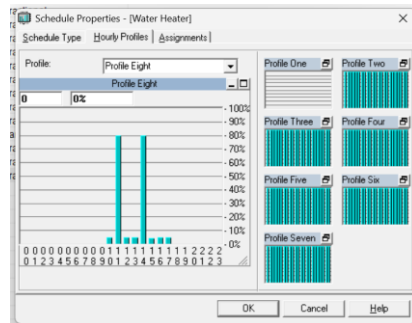 Schedule Properties - [Water Heater]
Schedule Type Hourly Profiles Assignments
Profile: Profile Eight
Profile Eight
0 0%
100%
90%
80%
70%
60%
50%
40%
30%
20%
10%
0%
0 0 0 0 0 0 0 0 0 0 1 1 1 1 1 1 1 1 1 1 2 2 2 2
0 1 2 3 4 5 6 7 8 9 0 1 2 3 4 5 6 7 8 9 0 1 2 3
Profile One Profile Two
Profile Three Profile Four
Profile Five Profile Six
Profile Seven
OK Cancel Help